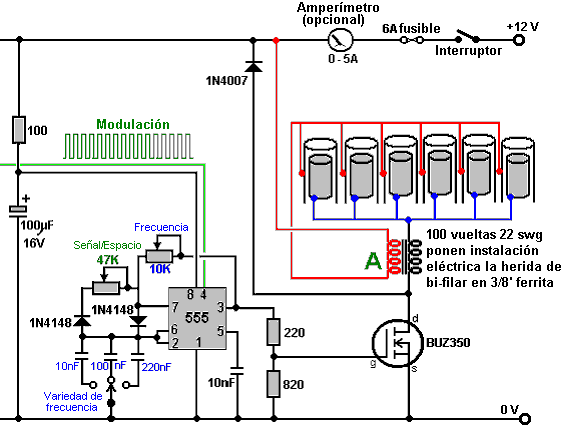 Amperímetro
(opcional)
6A fusible
+12 V
0 - 5A
Interruptor
1N4007
100
Modulación
+
100µF
16V
Frecuencia
Señal/Espacio
47K
10K
A
100 vueltas 22 swg
ponen instalación
eléctrica la herida de
bi-filar en 3/8' ferrita
8 4
1N4148
1N4148
7
3
555
6
2
1
5
220
d
BUZ350
g
s
10nF
100 nF
220nF
10nF
820
Variedad de
frecuencia
0 V